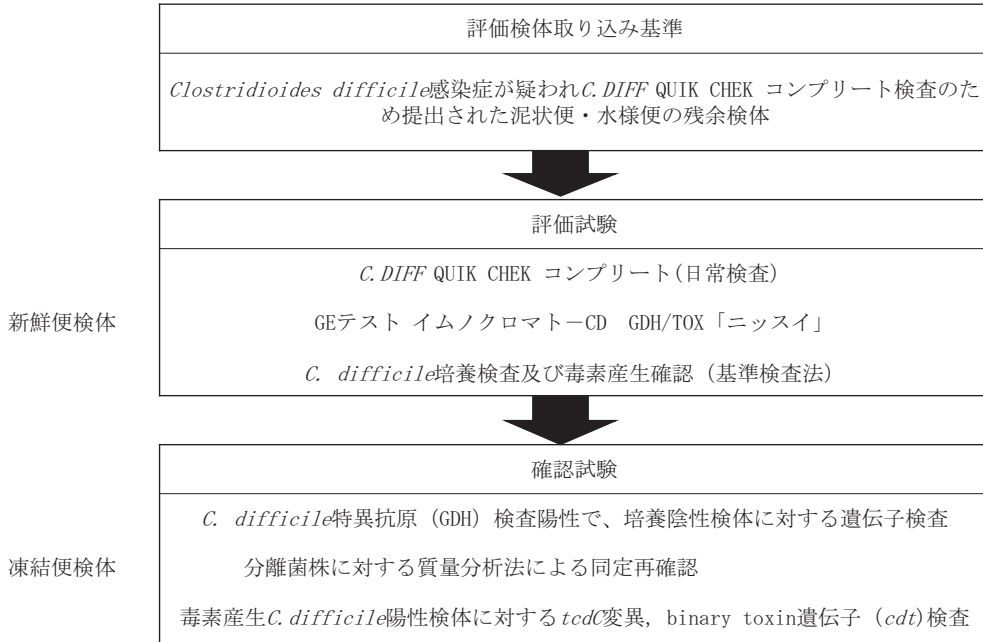 評価検体取り込み基準
Clostridioides difficile感染症が疑われC.DIFF QUIK CHEK コンプリート検査のた
め提出された泥状便・水様便の残余検体
評価試験
新鮮便検体
C.DIFF QUIK CHEK コンプリート(日常検査)
GEテスト イムノクロマト－CD GDH/TOX「ニッスイ」
C. difficile培養検査及び毒素産生確認（基準検査法）
確認試験
凍結便検体
C. difficile特異抗原（GDH）検査陽性で、培養陰性検体に対する遺伝子検査
分離菌株に対する質量分析法による同定再確認
毒素産生C.difficile陽性検体に対するtcdC変異, binary toxin遺伝子（cdt)検査